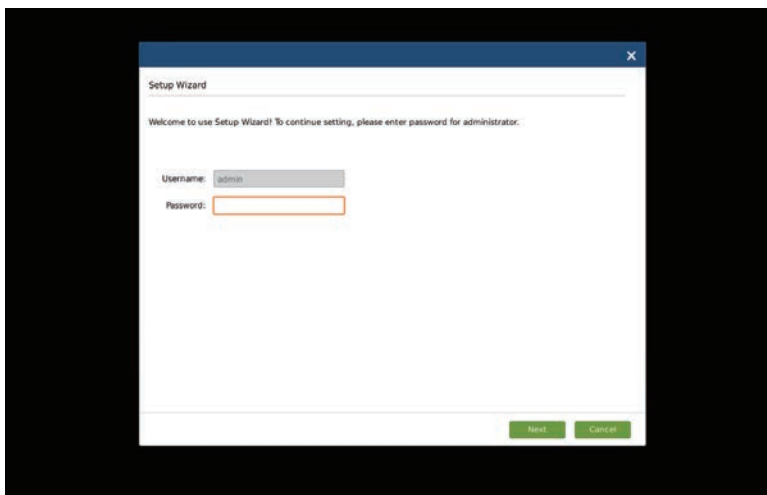 Setup Wizard
Welcome to use Setup Wizard! To continue setting, please enter password for administrator.
Username: admin
Password:
Next Cancel